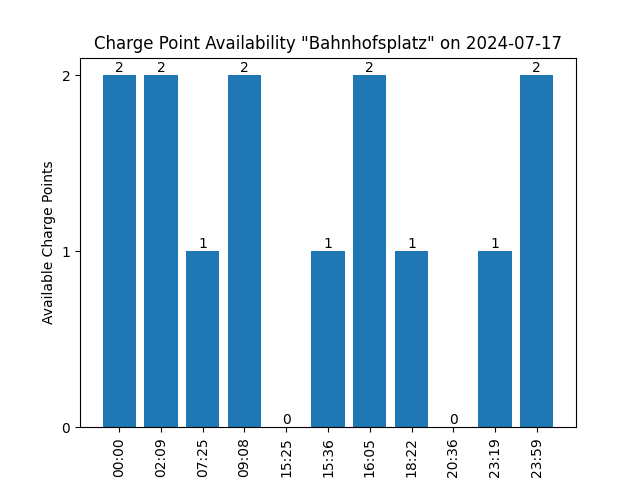 Charge Point Availability "Bahnhofsplatz" on 2024-07-17
2 2 1 2 0 1 2 1 0 1 2
2
1
0
Available Charge Points
00:00 02:09 07:25 09:08 15:25 15:36 16:05 18:22 20:36 23:19 23:59